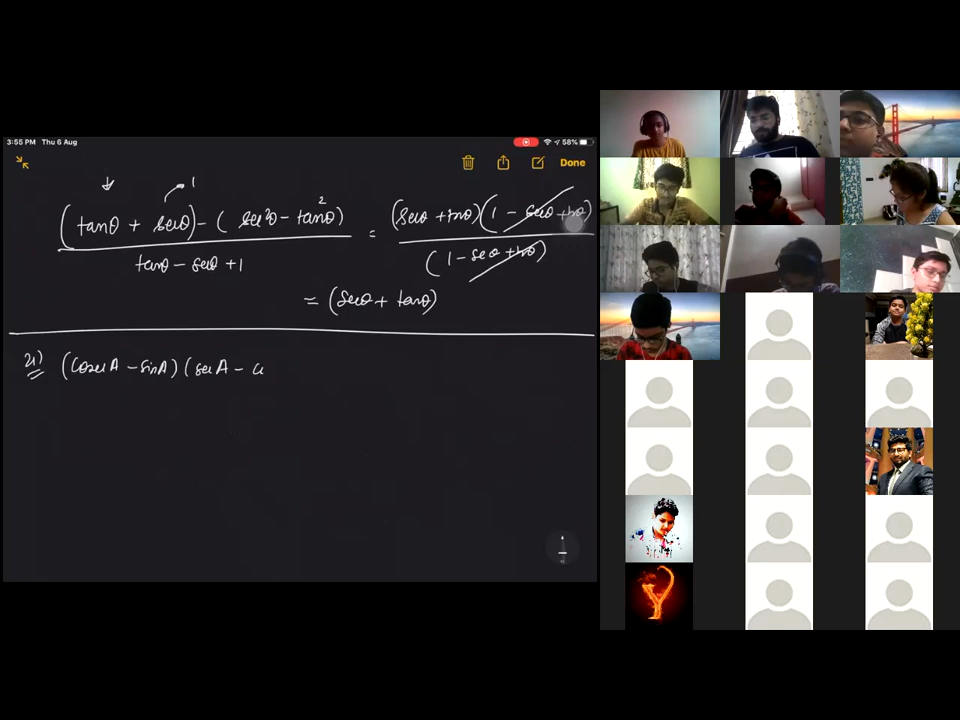 3:55 PM Thu 6 Aug 58%
Done
↓ 1
(tanθ + secθ) - (sec²θ - tan²θ) = (secθ + tanθ)(1 - secθ + tanθ)
tanθ - secθ + 1 (1 - secθ + tanθ)
= (secθ + tanθ)
(cosecA - sinA)(secA - c